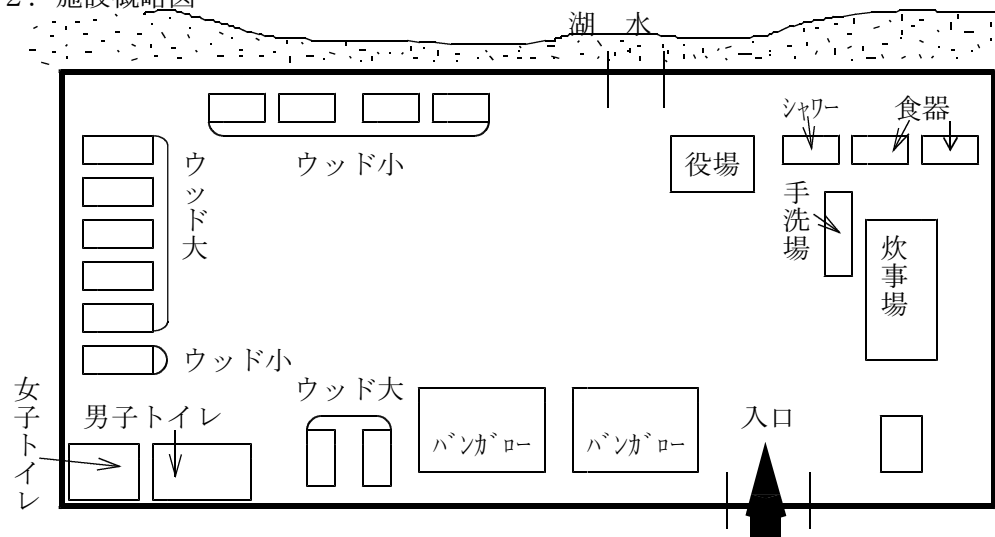 2．施設概略図
湖　水
シャワー
食器
ウッド小
役場
ウッド大
手洗場
炊事場
ウッド小
ウッド大
女子トイレ
男子トイレ
バンガロー
バンガロー
入口